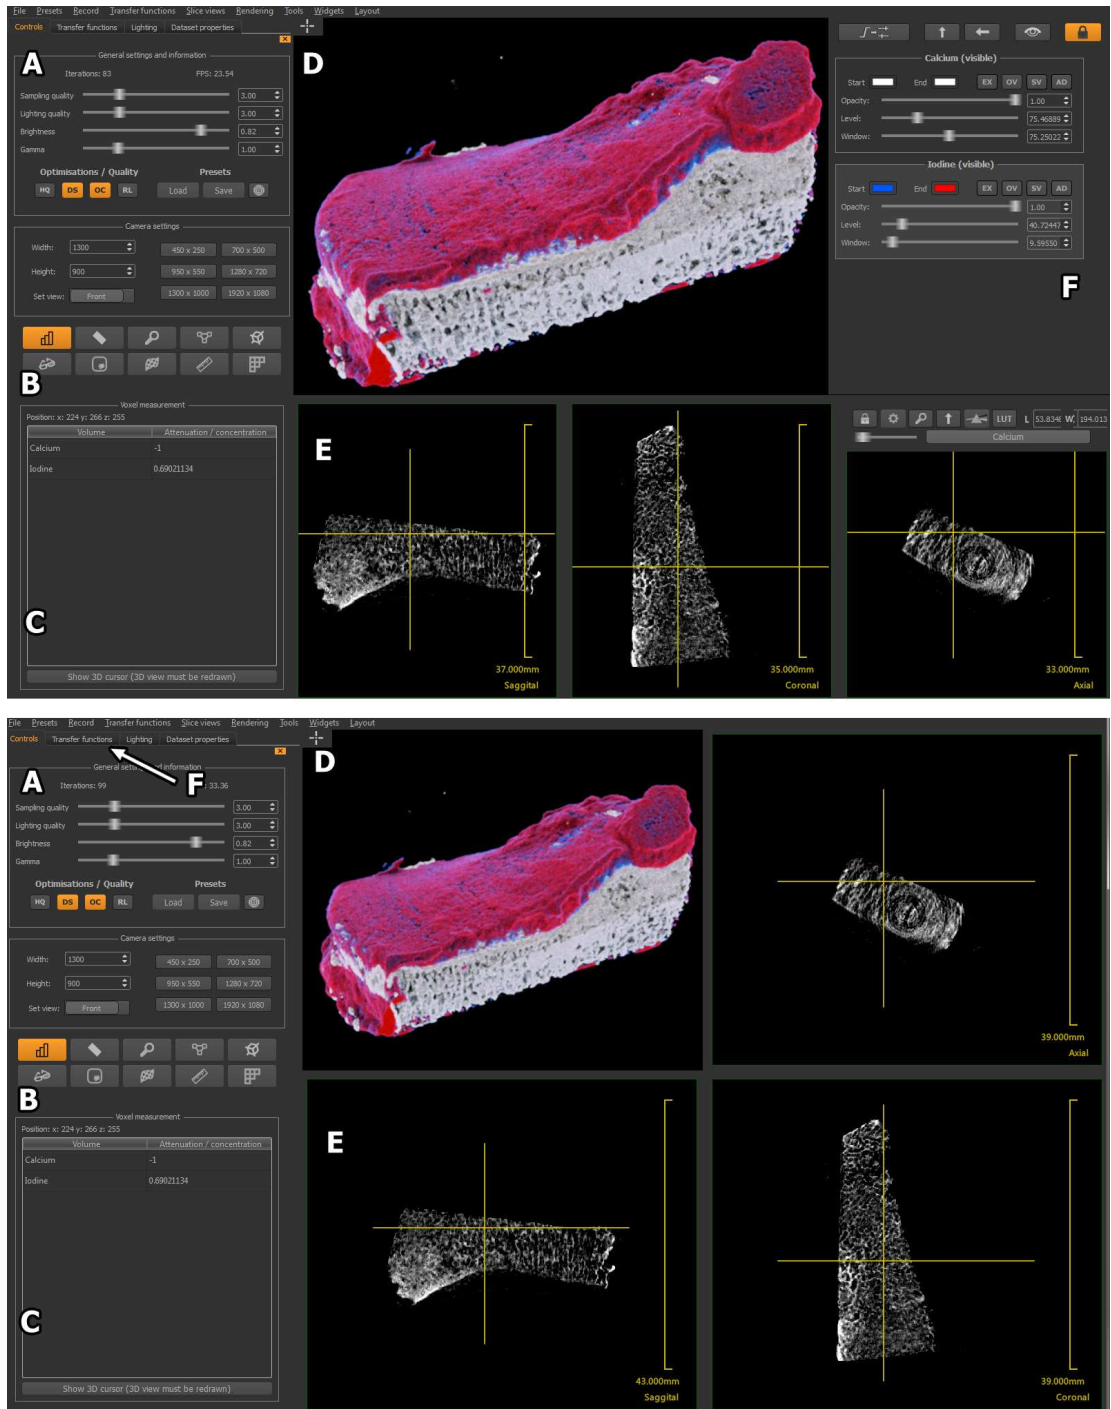 File Presets Record Transfer functions Slice views Rendering Tools Widgets Layout
Controls Transfer functions Lighting Dataset properties
General settings and information
A
Iterations: 83 FPS: 23.54
Sampling quality 3.00
Lighting quality 3.00
Brightness 0.82
Gamma 1.00
Optimisations / Quality Presets
HQ DS OC RL Load Save
Camera settings
Width: 1300 450 x 250 700 x 500
Height: 900 950 x 550 1280 x 720
Set view: Front 1300 x 1000 1920 x 1080
B
Voxel measurement
Position: x: 224 y: 266 z: 255
Volume Attenuation / concentration
Calcium -1
Iodine 0.69021134
C
Show 3D cursor (3D view must be redrawn)
D
Calcium (visible)
Start End EX OV SV AD
Opacity: 1.00
Level: 75.46889
Window: 75.25022
Iodine (visible)
Start End EX OV SV AD
Opacity: 1.00
Level: 40.72447
Window: 9.59550
F
E
37.000mm
Saggital
35.000mm
Coronal
LUT L 53.834 W, 194.013
Calcium
33.000mm
Axial
File Presets Record Transfer functions Slice views Rendering Tools Widgets Layout
Controls Transfer functions Lighting Dataset properties
General settings and information
A F
Iterations: 99 : 33.36
Sampling quality 3.00
Lighting quality 3.00
Brightness 0.82
Gamma 1.00
Optimisations / Quality Presets
HQ DS OC RL Load Save
Camera settings
Width: 1300 450 x 250 700 x 500
Height: 900 950 x 550 1280 x 720
Set view: Front 1300 x 1000 1920 x 1080
B
Voxel measurement
Position: x: 224 y: 266 z: 255
Volume Attenuation / concentration
Calcium -1
Iodine 0.69021134
C
Show 3D cursor (3D view must be redrawn)
D
39.000mm
Axial
E
43.000mm
Saggital
39.000mm
Coronal